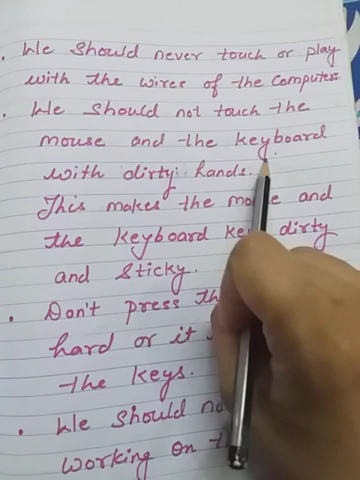 . We should never touch or play
with the wires of the computers
. We should not touch the
mouse and the keyboard
with dirty hands.
This makes the and
the keyboard dirty
and sticky.
. Don't press
hard or it
the keys.
. We should
working on